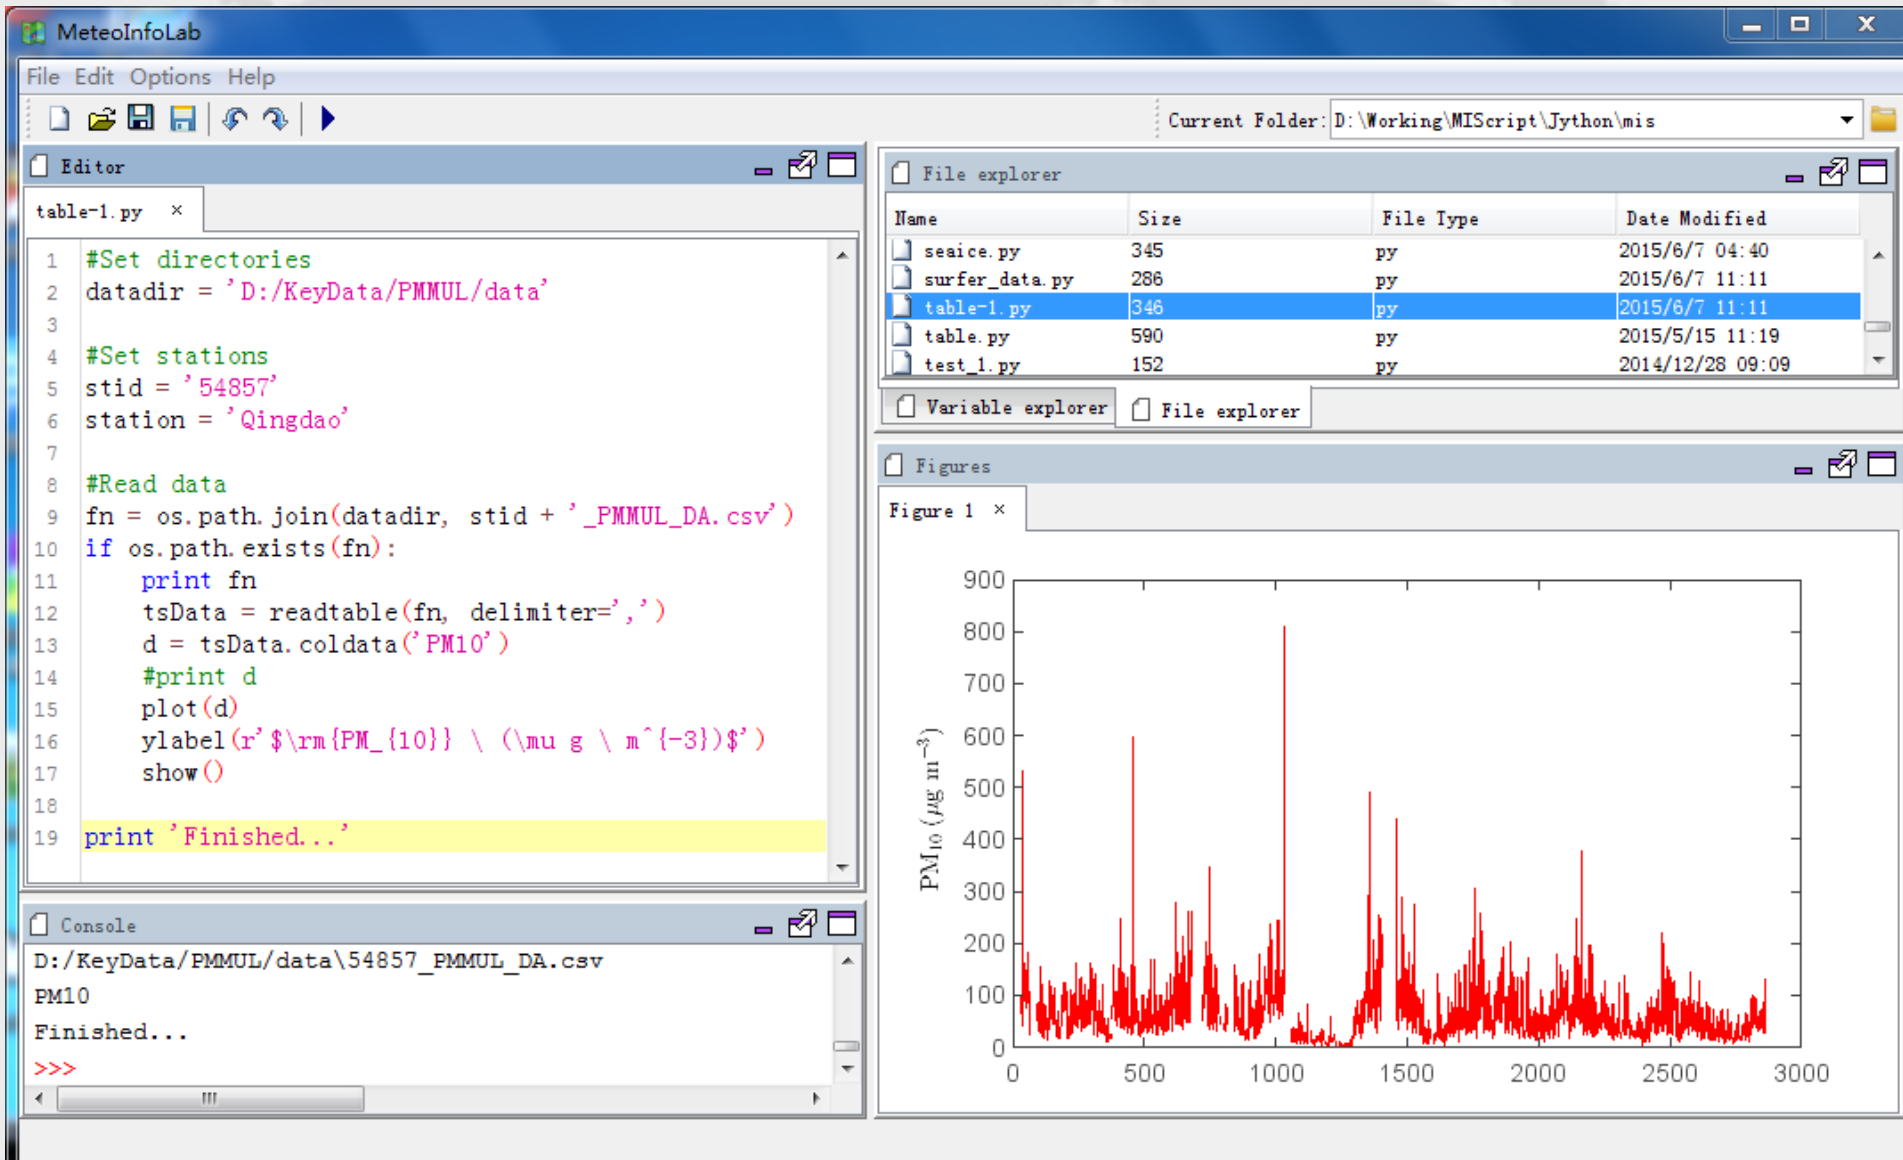 MeteoInfoLab
File Edit Options Help
Current Folder: D:\Working\MIScript\Jython\mis
Editor
table-1.py ×
1 #Set directories
2 datadir = 'D:/KeyData/PMMUL/data'
3
4 #Set stations
5 stid = '54857'
6 station = 'Qingdao'
7
8 #Read data
9 fn = os.path.join(datadir, stid + '_PMMUL_DA.csv')
10 if os.path.exists(fn):
11     print fn
12     tsData = readtable(fn, delimiter=',')
13     d = tsData.coldata('PM10')
14     #print d
15     plot(d)
16     ylabel(r'$\rm{PM_{10}} \ (\mu g \ m^{-3})$')
17     show()
18
19 print 'Finished...'
Console
D:/KeyData/PMMUL/data\54857_PMMUL_DA.csv
PM10
Finished...
>>>
File explorer
Name Size File Type Date Modified
seaice.py 345 py 2015/6/7 04:40
surfer_data.py 286 py 2015/6/7 11:11
table-1.py 346 py 2015/6/7 11:11
table.py 590 py 2015/5/15 11:19
test_1.py 152 py 2014/12/28 09:09
Variable explorer File explorer
Figures
Figure 1 ×
PM₁₀ (μg m⁻³)
900
800
700
600
500
400
300
200
100
0
0 500 1000 1500 2000 2500 3000